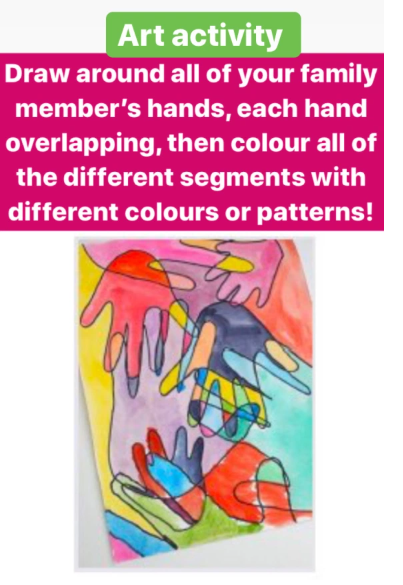 Art activity
Draw around all of your family
member’s hands, each hand
overlapping, then colour all of
the different segments with
different colours or patterns!